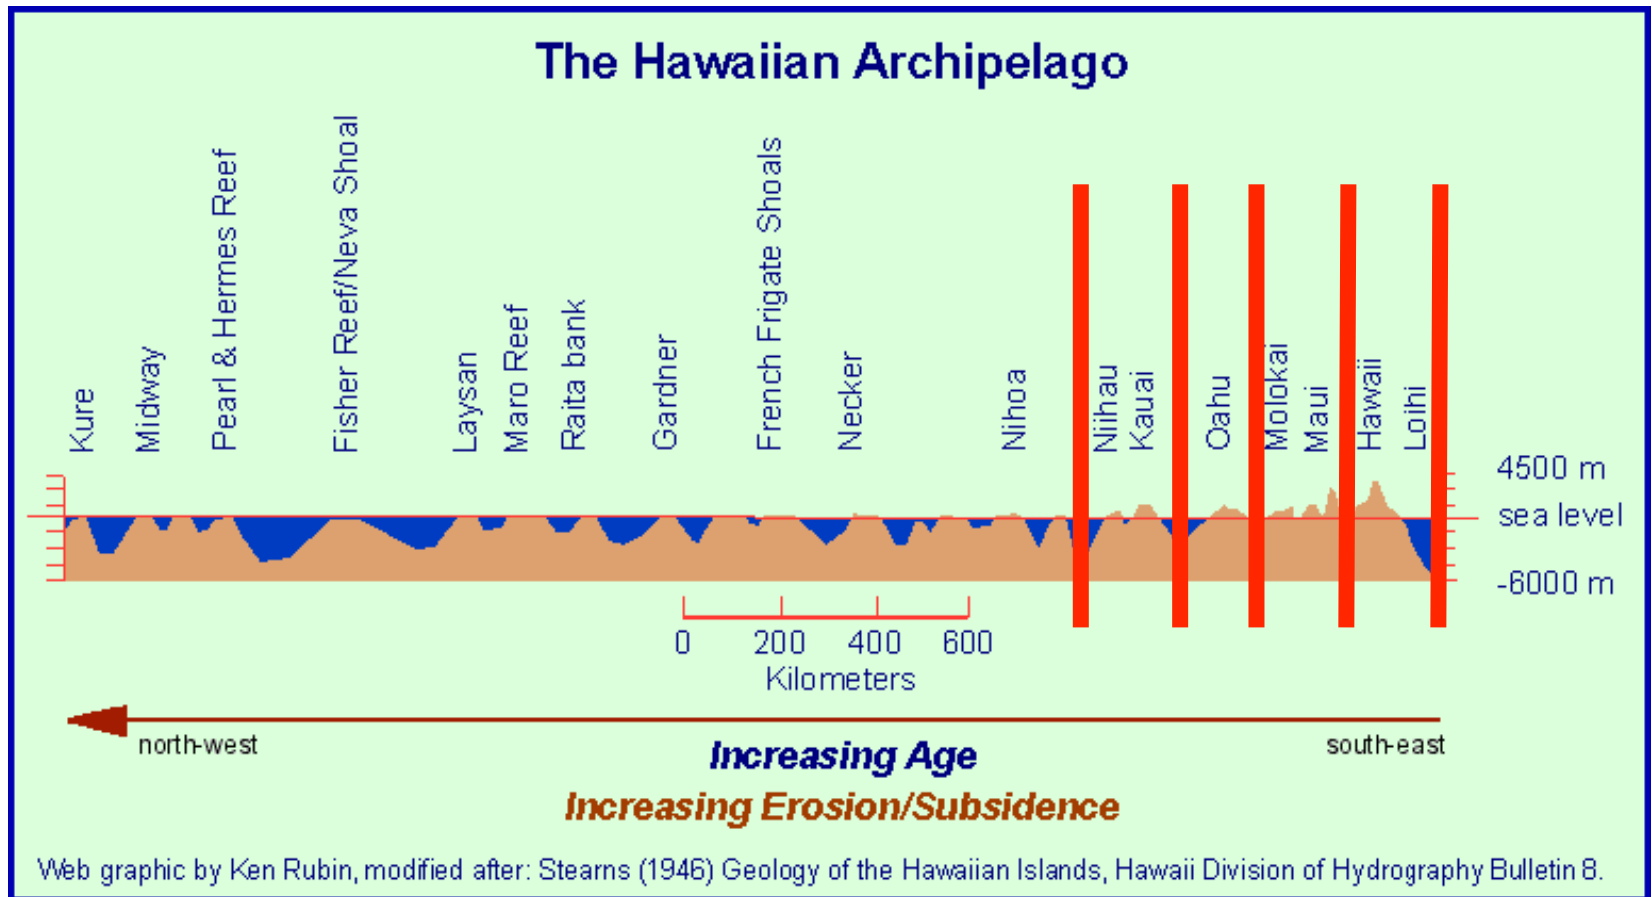 The Hawaiian Archipelago
Kure
Midway
Pearl & Hermes Reef
Fisher Reef/Neva Shoal
Laysan
Maro Reef
Raita bank
Gardner
French Frigate Shoals
Necker
Nihoa
Niihau
Kauai
Oahu
Molokai
Maui
Hawaii
Loihi
4500 m
sea level
-6000 m
0 200 400 600
Kilometers
north-west
south-east
Increasing Age
Increasing Erosion/Subsidence
Web graphic by Ken Rubin, modified after: Stearns (1946) Geology of the Hawaiian Islands, Hawaii Division of Hydrography Bulletin 8.